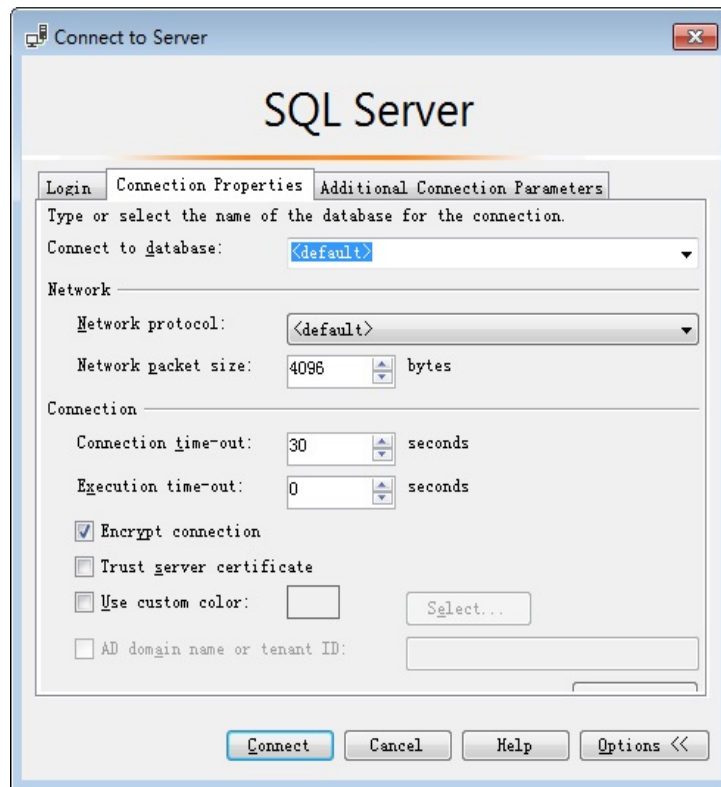 Connect to Server
SQL Server
Login Connection Properties Additional Connection Parameters
Type or select the name of the database for the connection.
Connect to database: <default>
Network
Network protocol: <default>
Network packet size: 4096 bytes
Connection
Connection time-out: 30 seconds
Execution time-out: 0 seconds
Encrypt connection
Trust server certificate
Use custom color: Select...
AD domain name or tenant ID:
Connect Cancel Help Options <<